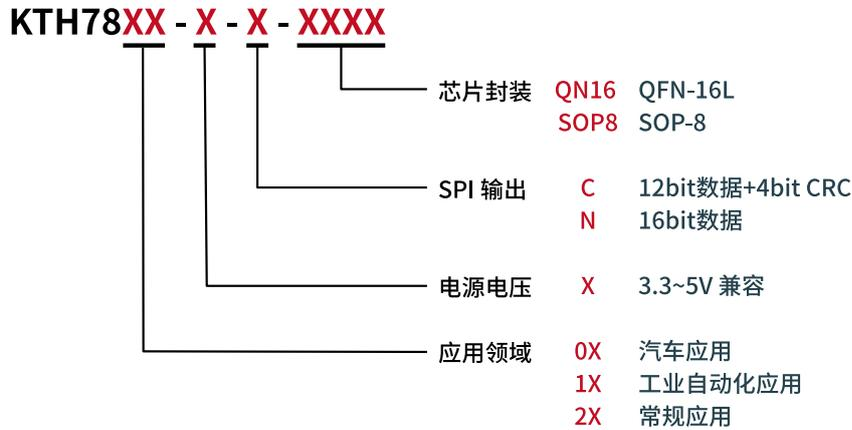 KTH78XX - X - X - XXXX
芯片封装 QN16 QFN-16L
SOP8 SOP-8
SPI 输出 C 12bit数据+4bit CRC
N 16bit数据
电源电压 X 3.3~5V 兼容
应用领域 0X 汽车应用
1X 工业自动化应用
2X 常规应用